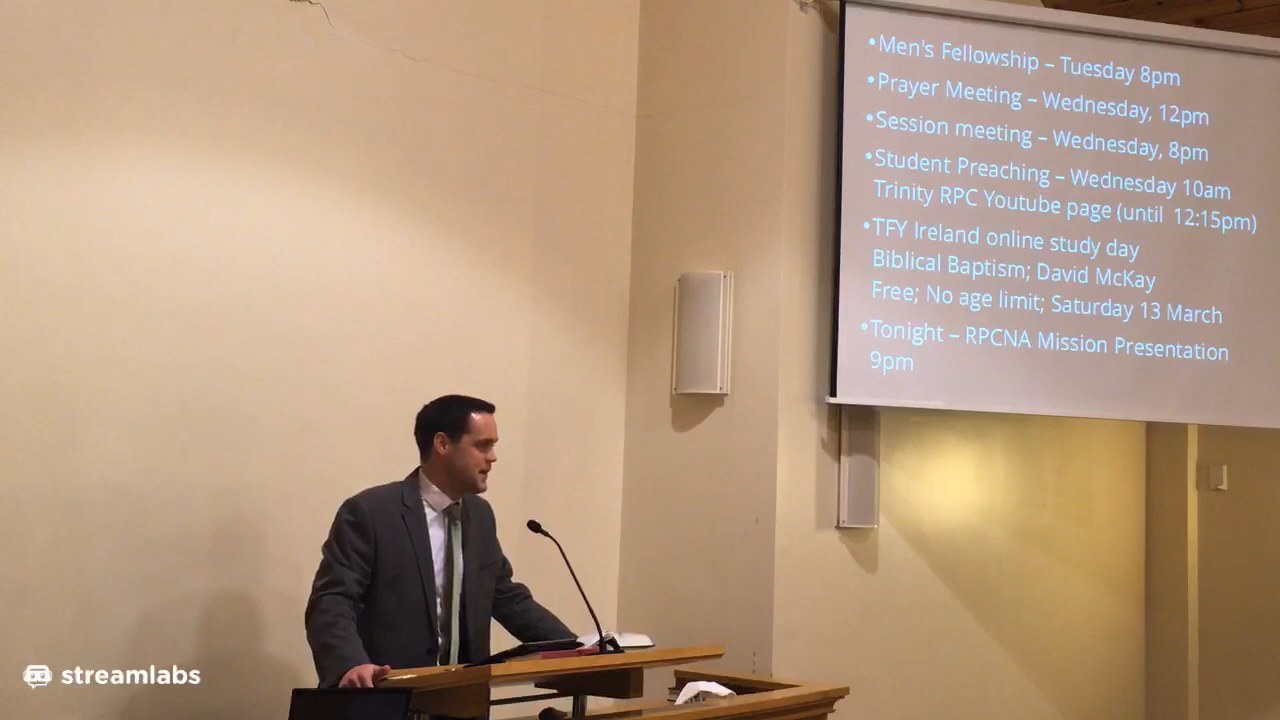 •Men's Fellowship – Tuesday 8pm
•Prayer Meeting – Wednesday, 12pm
•Session meeting – Wednesday, 8pm
•Student Preaching – Wednesday 10am
Trinity RPC Youtube page (until 12:15pm)
•TFY Ireland online study day
Biblical Baptism; David McKay
Free; No age limit; Saturday 13 March
•Tonight – RPCNA Mission Presentation
9pm
streamlabs